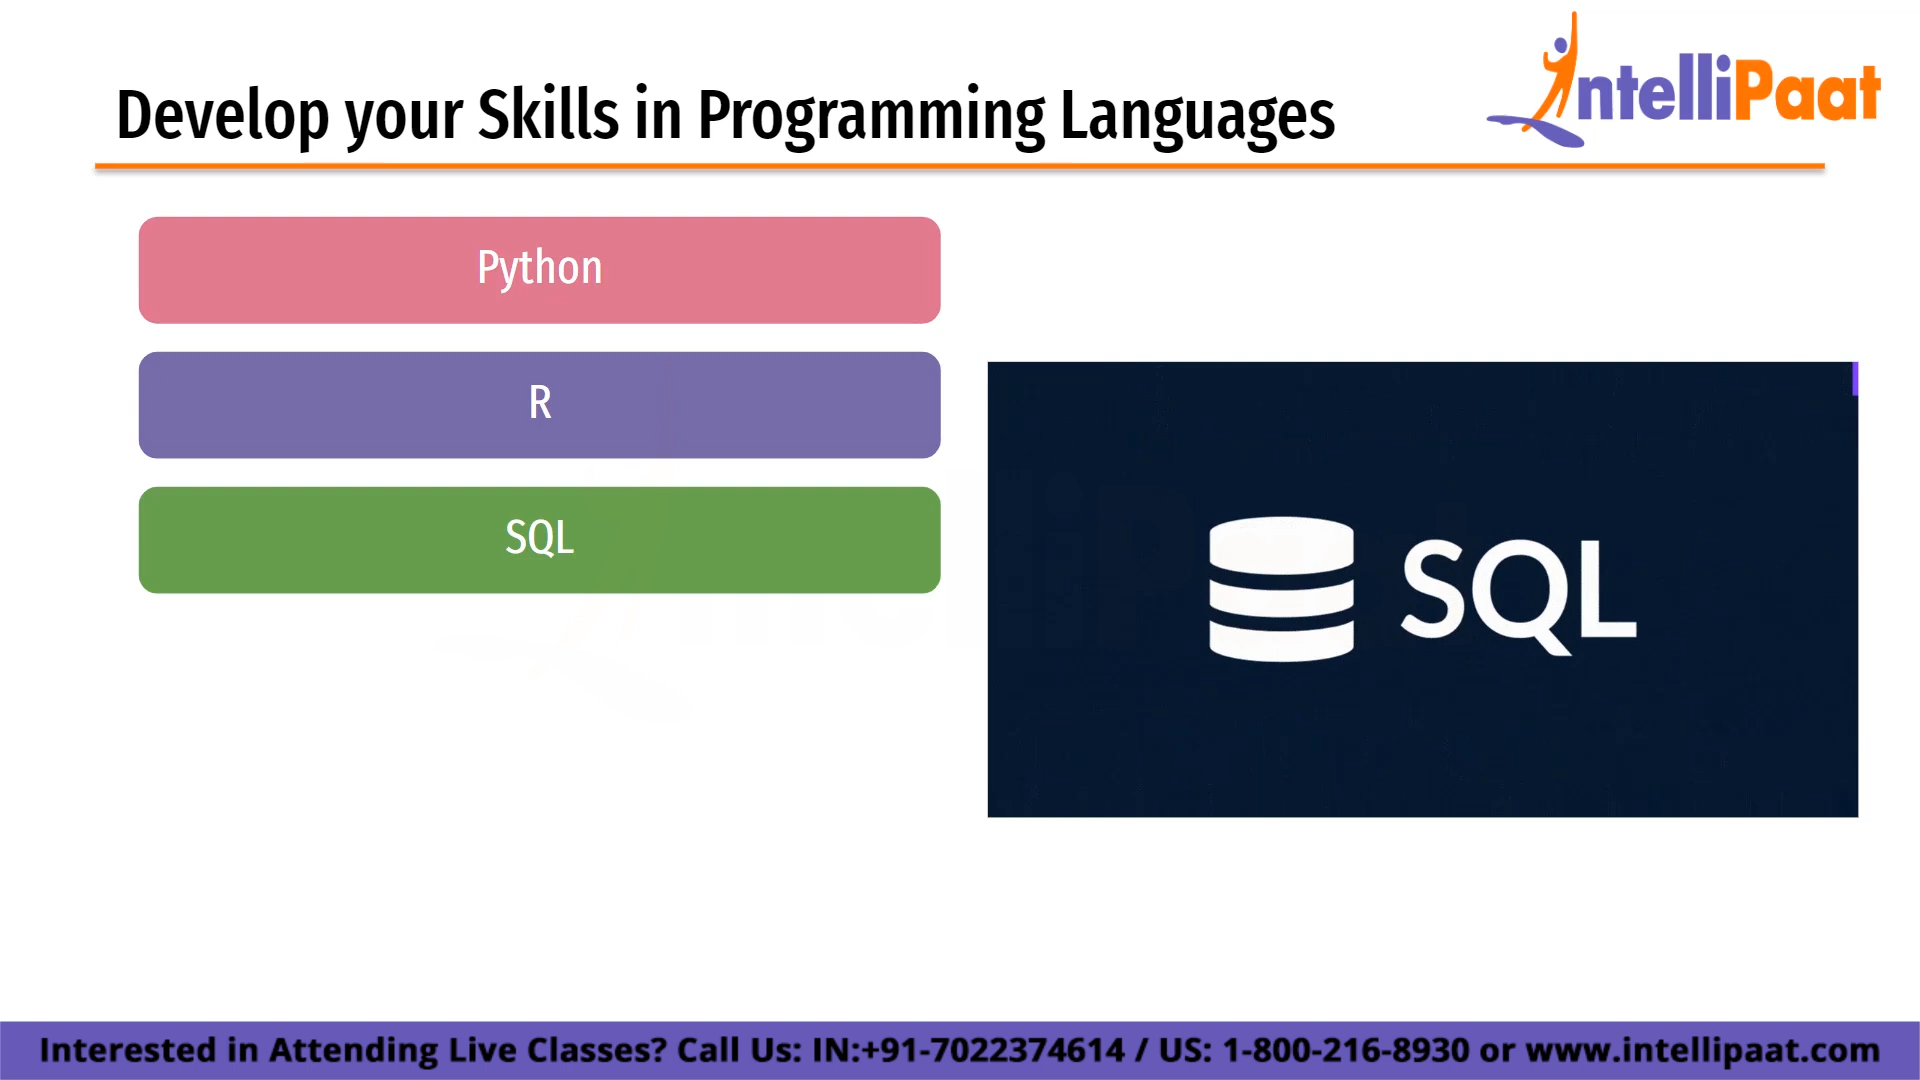 Develop your Skills in Programming Languages
IntelliPaat
Python
R
SQL
SQL
Interested in Attending Live Classes? Call Us: IN:+91-7022374614 / US: 1-800-216-8930 or www.intellipaat.com